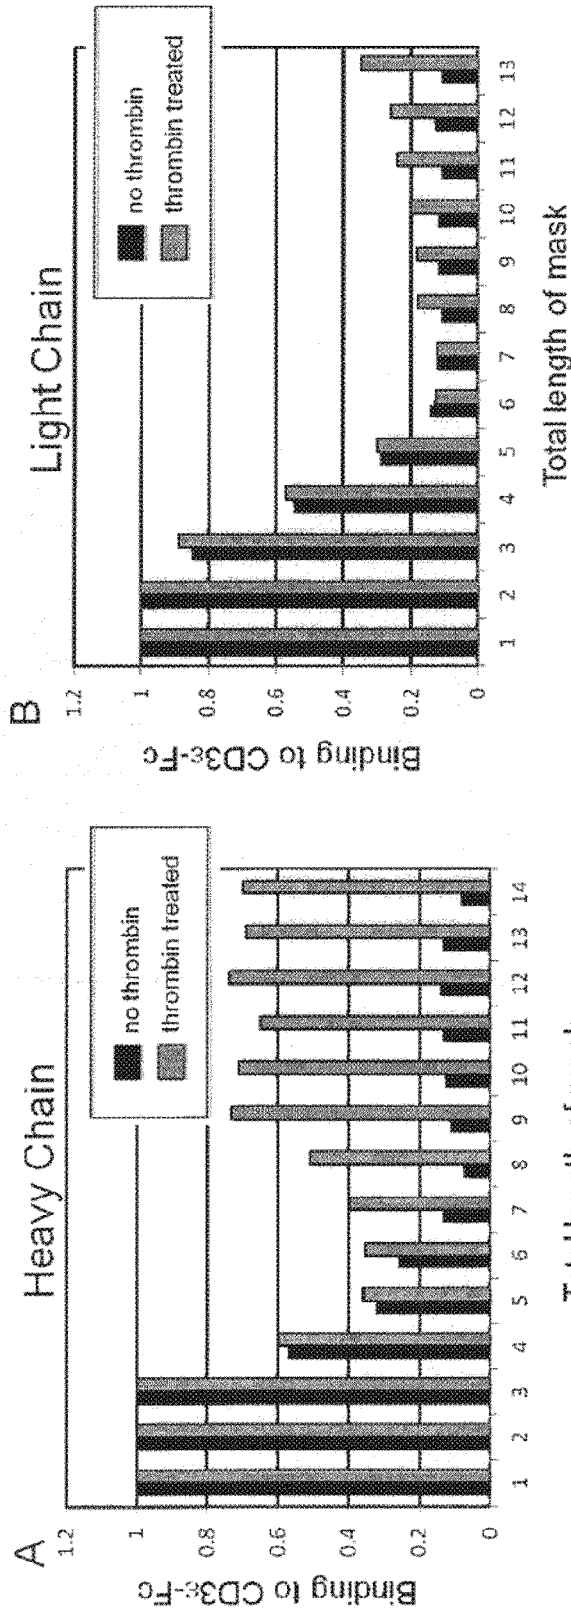 A
Heavy Chain
no thrombin
thrombin treated
Binding to CD3ε-Fc
1.2
1
0.8
0.6
0.4
0.2
0
1 2 3 4 5 6 7 8 9 10 11 12 13 14
B
Light Chain
no thrombin
thrombin treated
Binding to CD3ε-Fc
1.2
1
0.8
0.6
0.4
0.2
0
1 2 3 4 5 6 7 8 9 10 11 12 13
Total length of mask